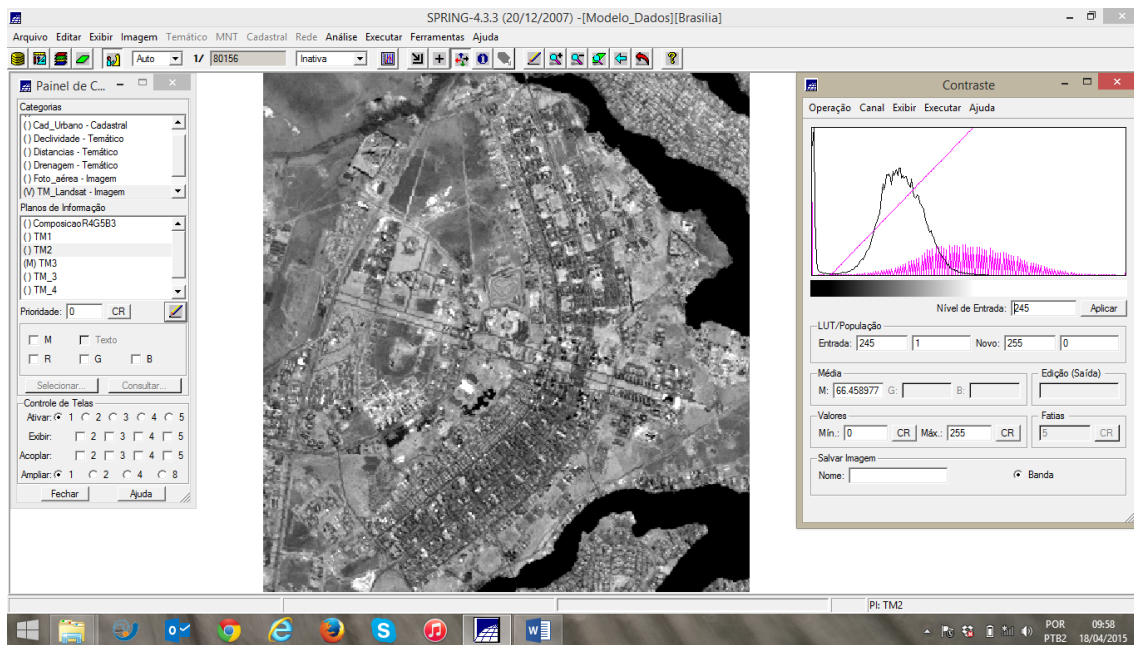 SPRING-4.3.3 (20/12/2007) -[Modelo_Dados][Brasilia]
Arquivo Editar Exibir Imagem Temático MNT Cadastral Rede Análise Executar Ferramentas Ajuda
Auto 1/ 80156 Inativa
Painel de C...
Categorias
() Cad_Urbano - Cadastral
() Declividade - Temático
() Distancias - Temático
() Drenagem - Temático
() Foto_aérea - Imagem
(V) TM_Landsat - Imagem
Planos de Informação
() ComposicaoR4G5B3
() TM1
() TM2
(M) TM3
() TM_3
() TM_4
Prioridade: 0 CR
M Texto
R G B
Selecionar... Consultar...
Controle de Telas
Ativar: 1 2 3 4 5
Exibir: 2 3 4 5
Acoplar: 2 3 4 5
Ampliar: 1 2 4 8
Fechar Ajuda
Contraste
Operação Canal Exibir Executar Ajuda
Nível de Entrada: 245 Aplicar
LUT/População
Entrada: 245 1 Novo: 255 0
Média
M: 66.458977 G: B:
Edição (Saída)
Valores
Mín.: 0 CR Máx.: 255 CR
Fatias
5 CR
Salvar Imagem
Nome: Banda
PI: TM2
POR
PTB2
09:58
18/04/2015